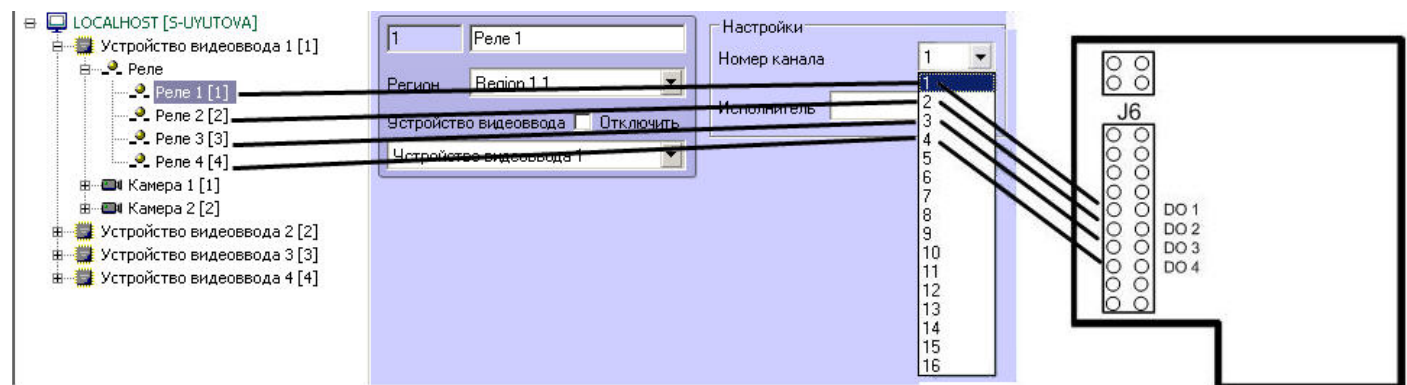 LOCALHOST [S-UYUTOVA]
Устройство видеоввода 1 [1]
Реле
Реле 1 [1]
Реле 2 [2]
Реле 3 [3]
Реле 4 [4]
Камера 1 [1]
Камера 2 [2]
Устройство видеоввода 2 [2]
Устройство видеоввода 3 [3]
Устройство видеоввода 4 [4]
1
Реле 1
Регион
Region 1.1
Устройство видеоввода
Отключить
Устройство видеоввода 1
Настройки
Номер канала
1
Исполнитель
1
2
3
4
5
6
7
8
9
10
11
12
13
14
15
16
J6
DO 1
DO 2
DO 3
DO 4